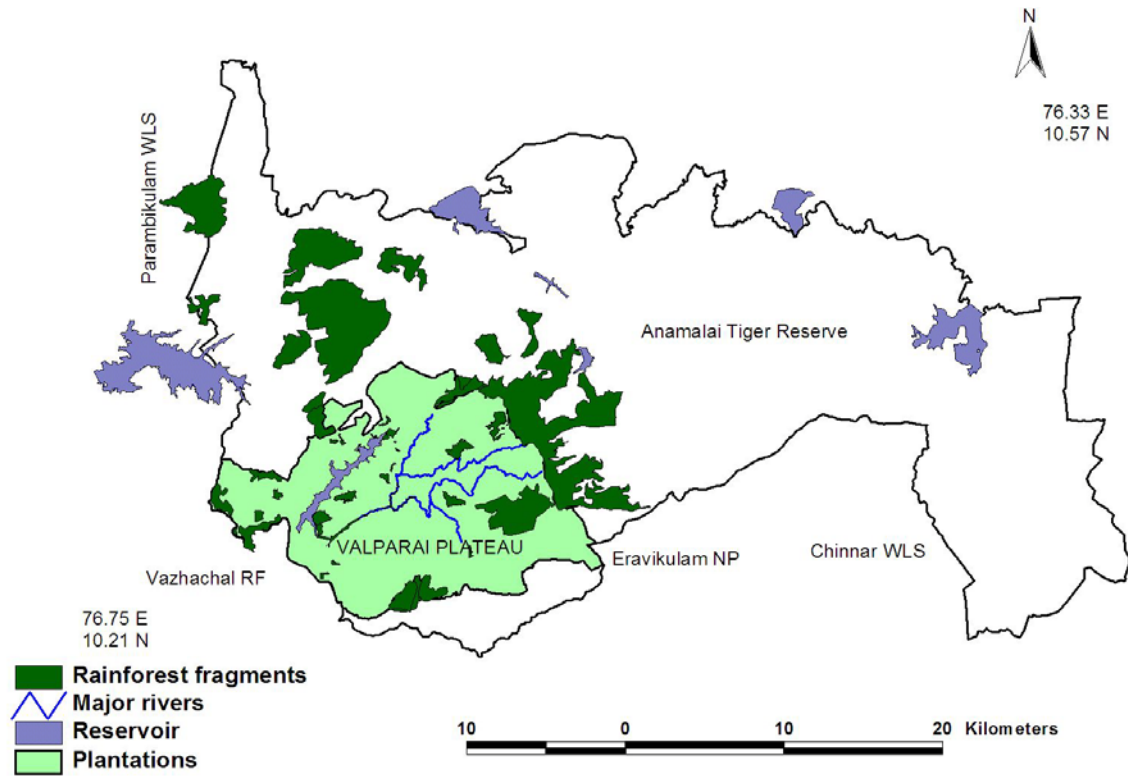 N
76.33 E
10.57 N
Parambikulam WLS
Anamalai Tiger Reserve
VALPARAI PLATEAU
Eravikulam NP
Chinnar WLS
Vazhachal RF
76.75 E
10.21 N
Rainforest fragments
Major rivers
Reservoir
Plantations
10 0 10 20 Kilometers